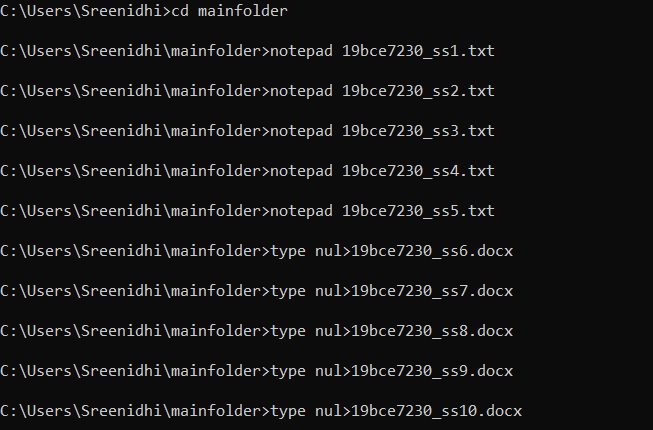 C:\Users\Sreenidhi>cd mainfolder
C:\Users\Sreenidhi\mainfolder>notepad 19bce7230_ss1.txt
C:\Users\Sreenidhi\mainfolder>notepad 19bce7230_ss2.txt
C:\Users\Sreenidhi\mainfolder>notepad 19bce7230_ss3.txt
C:\Users\Sreenidhi\mainfolder>notepad 19bce7230_ss4.txt
C:\Users\Sreenidhi\mainfolder>notepad 19bce7230_ss5.txt
C:\Users\Sreenidhi\mainfolder>type nul>19bce7230_ss6.docx
C:\Users\Sreenidhi\mainfolder>type nul>19bce7230_ss7.docx
C:\Users\Sreenidhi\mainfolder>type nul>19bce7230_ss8.docx
C:\Users\Sreenidhi\mainfolder>type nul>19bce7230_ss9.docx
C:\Users\Sreenidhi\mainfolder>type nul>19bce7230_ss10.docx